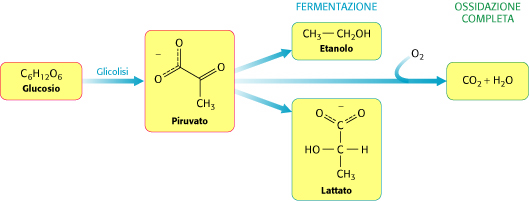 FERMENTAZIONE
OSSIDAZIONE
COMPLETA
CH₃—CH₂OH
Etanolo
O₂
C₆H₁₂O₆
Glucosio
Glicolisi
−
O
O
O
C
C
CH₃
Piruvato
CO₂ + H₂O
−
O
O
C
HO—C—H
CH₃
Lattato